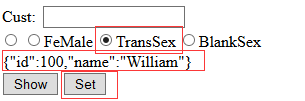 Cust:
FeMale TransSex BlankSex
{"id":100,"name":"William"}
Show Set